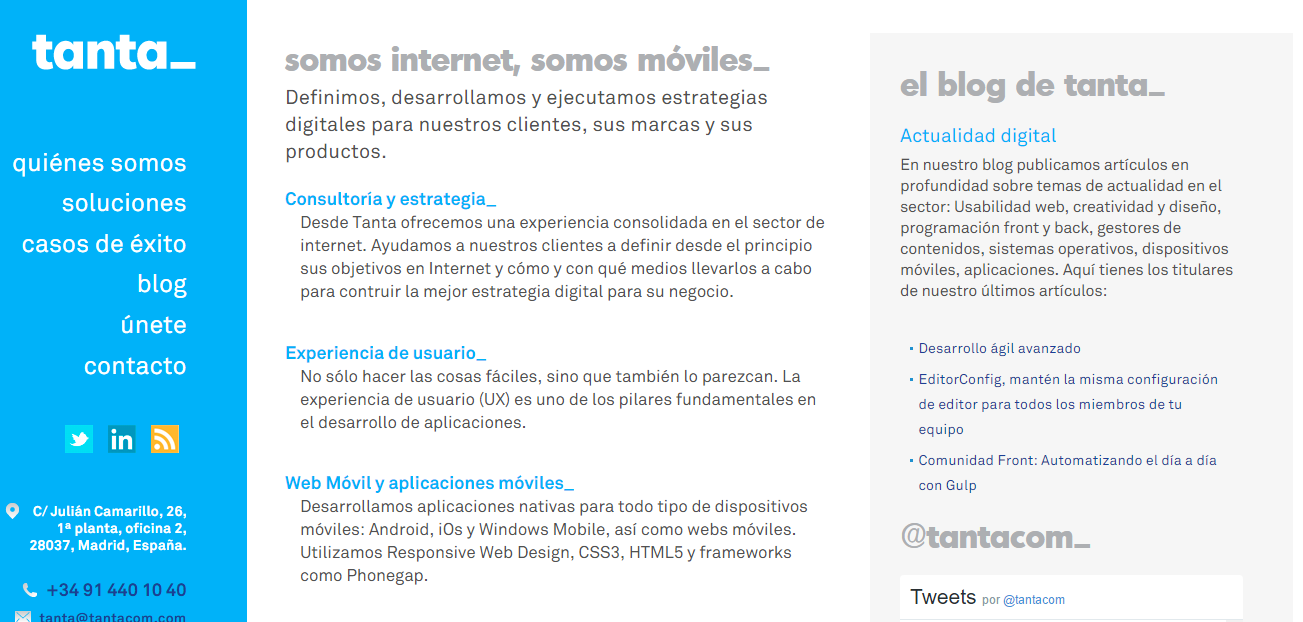 tanta_
quiénes somos
soluciones
casos de éxito
blog
únete
contacto
in
C/ Julián Camarillo, 26,
1ª planta, oficina 2,
28037, Madrid, España.
+34 91 440 10 40
tanta@tantacom.com
somos internet, somos móviles_
Definimos, desarrollamos y ejecutamos estrategias
digitales para nuestros clientes, sus marcas y sus
productos.
Consultoría y estrategia_
Desde Tanta ofrecemos una experiencia consolidada en el sector de
internet. Ayudamos a nuestros clientes a definir desde el principio
sus objetivos en Internet y cómo y con qué medios llevarlos a cabo
para contruir la mejor estrategia digital para su negocio.
Experiencia de usuario_
No sólo hacer las cosas fáciles, sino que también lo parezcan. La
experiencia de usuario (UX) es uno de los pilares fundamentales en
el desarrollo de aplicaciones.
Web Móvil y aplicaciones móviles_
Desarrollamos aplicaciones nativas para todo tipo de dispositivos
móviles: Android, iOs y Windows Mobile, así como webs móviles.
Utilizamos Responsive Web Design, CSS3, HTML5 y frameworks
como Phonegap.
el blog de tanta_
Actualidad digital
En nuestro blog publicamos artículos en
profundidad sobre temas de actualidad en el
sector: Usabilidad web, creatividad y diseño,
programación front y back, gestores de
contenidos, sistemas operativos, dispositivos
móviles, aplicaciones. Aquí tienes los titulares
de nuestro últimos artículos:
▪ Desarrollo ágil avanzado
▪ EditorConfig, mantén la misma configuración
de editor para todos los miembros de tu
equipo
▪ Comunidad Front: Automatizando el día a día
con Gulp
@tantacom_
Tweets por @tantacom